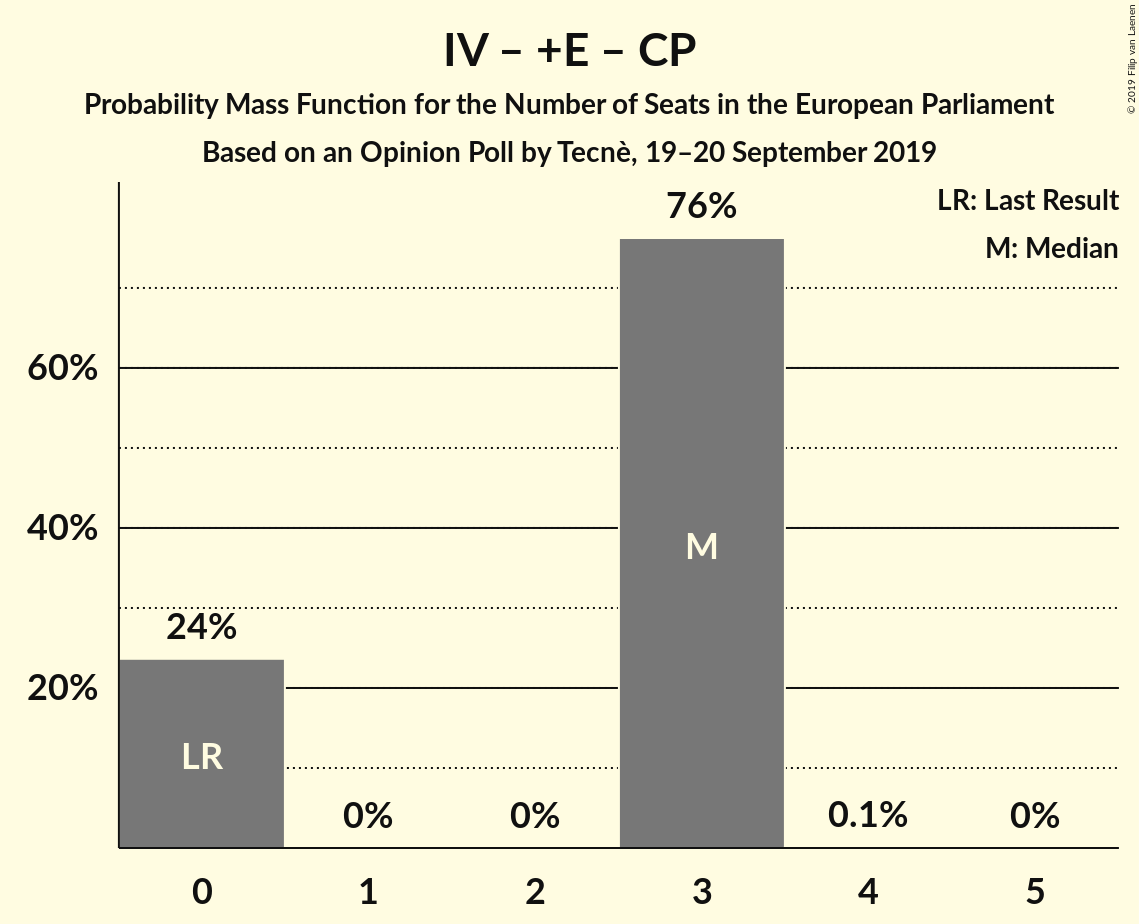 IV – +E – CP
Probability Mass Function for the Number of Seats in the European Parliament
Based on an Opinion Poll by Tecnè, 19–20 September 2019
© 2019 Filip van Laenen
LR: Last Result
M: Median
76%
60%
40%
M
24%
20%
LR
0%
0%
0.1%
0%
0
1
2
3
4
5